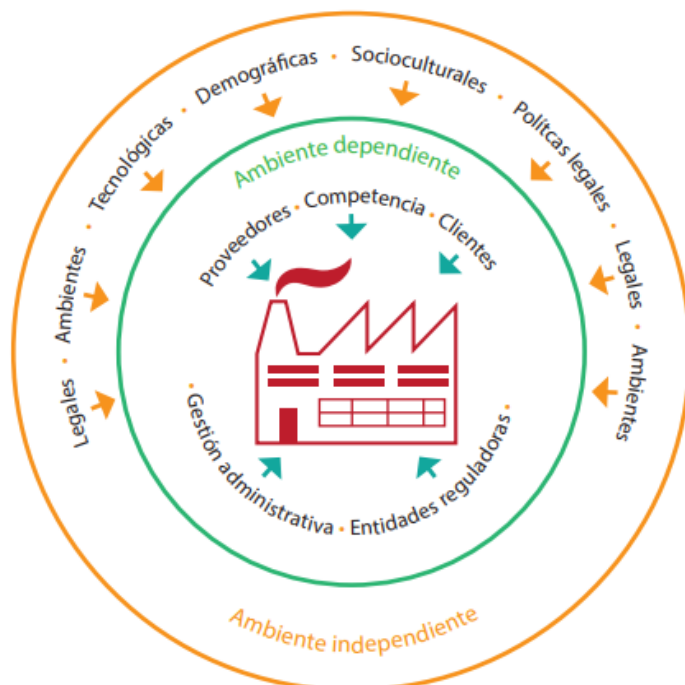 Legales • Ambientes • Tecnológicas • Demográficas • Socioculturales • Polítcas legales • Legales • Ambientes
Ambiente dependiente
Proveedores • Competencia • Clientes
• Gestión administrativa • Entidades reguladoras •
Ambiente independiente